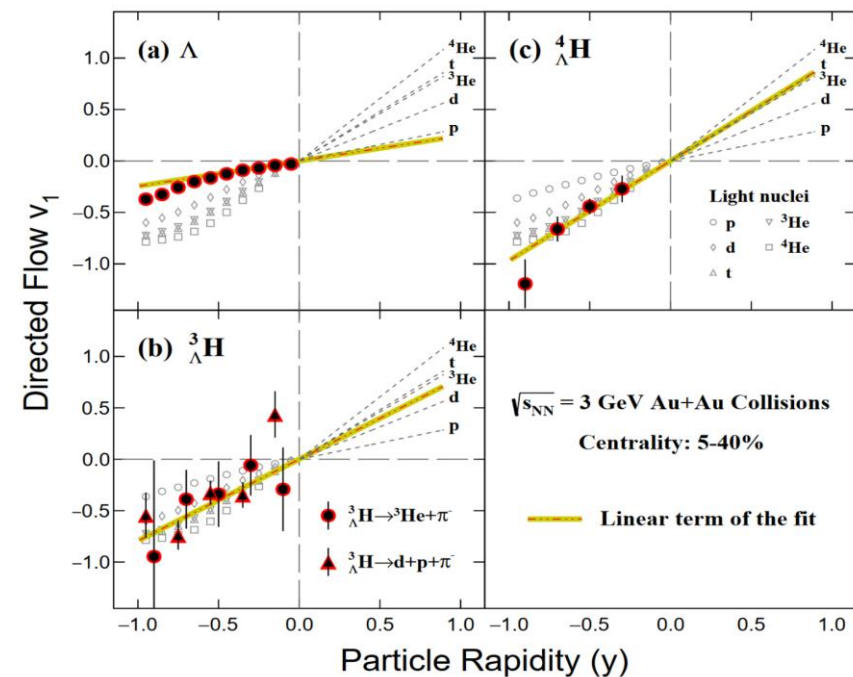 Directed Flow v₁
(a) Λ
1.0
0.5
0.0
−0.5
−1.0
⁴He
t
³He
d
p
(c) ⁴ΛH
⁴He
t
³He
d
p
Light nuclei
p
³He
d
⁴He
t
(b) ³ΛH
1.0
0.5
0.0
−0.5
−1.0
⁴He
t
³He
d
p
³ΛH→³He+π⁻
³ΛH→d+p+π⁻
√sNN = 3 GeV Au+Au Collisions
Centrality: 5-40%
Linear term of the fit
−1.0 −0.5 0.0 0.5 1.0
−1.0 −0.5 0.0 0.5 1.0
Particle Rapidity (y)